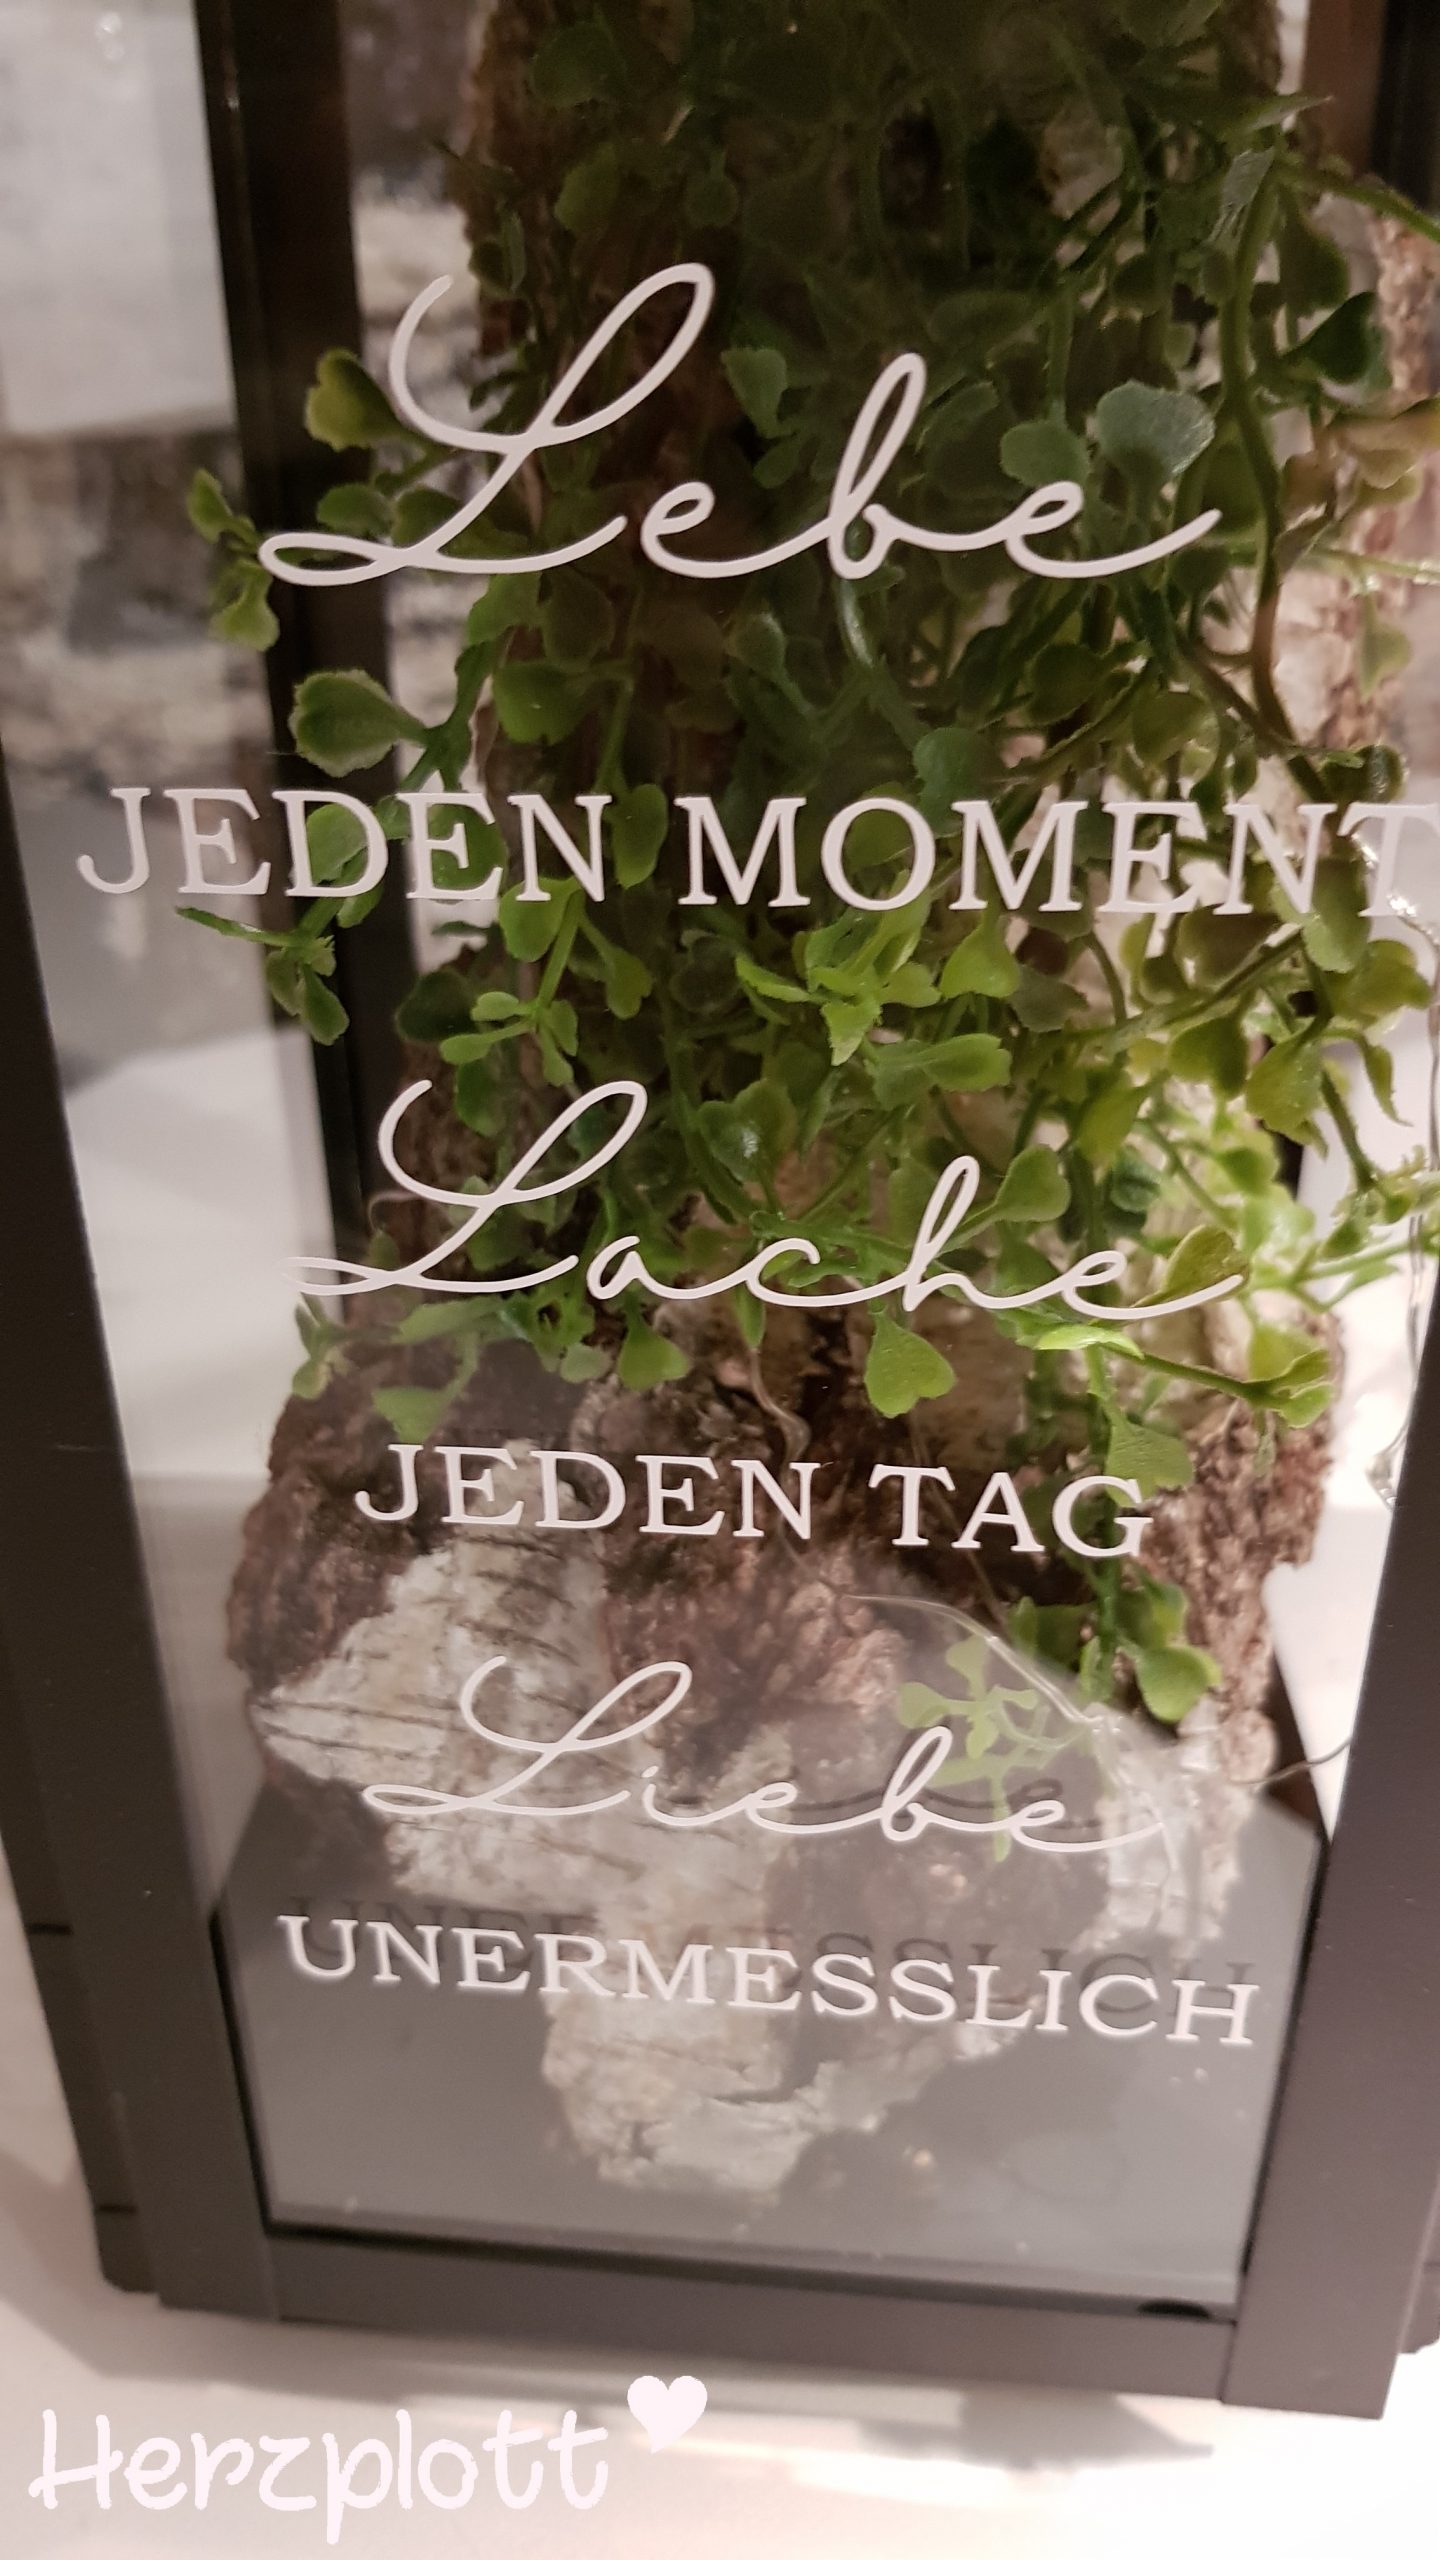 Lebe
JEDEN MOMENT
Lache
JEDEN TAG
Liebe
UNERMESSLICH
Herzplott